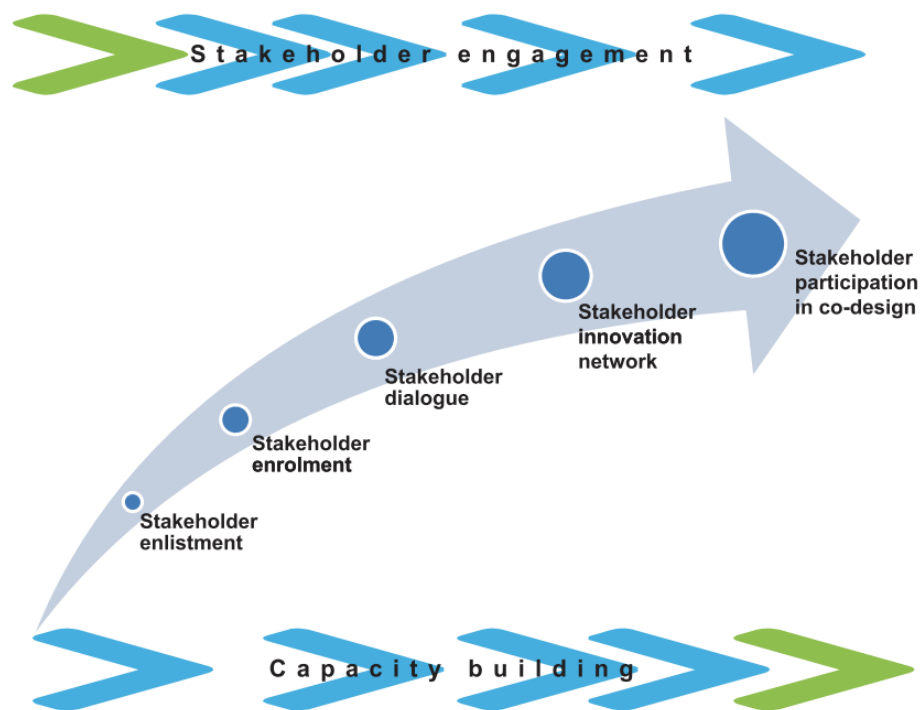 Stakeholder engagement
Stakeholder
participation
in co-design
Stakeholder
innovation
network
Stakeholder
dialogue
Stakeholder
enrolment
Stakeholder
enlistment
Capacity building